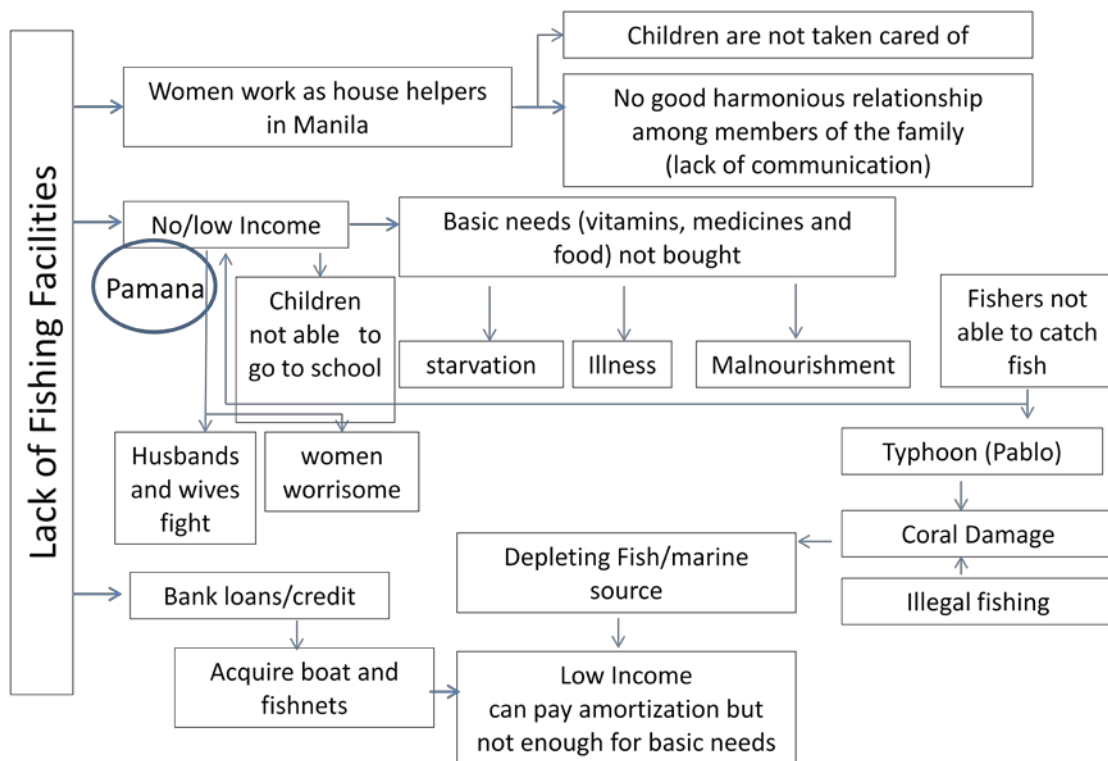 Lack of Fishing Facilities
Children are not taken cared of
Women work as house helpers
in Manila
No good harmonious relationship
among members of the family
(lack of communication)
No/low Income
Basic needs (vitamins, medicines and
food) not bought
Pamana
Children
not able to
go to school
starvation
Illness
Malnourishment
Fishers not
able to catch
fish
Husbands
and wives
fight
women
worrisome
Typhoon (Pablo)
Coral Damage
Depleting Fish/marine
source
Illegal fishing
Bank loans/credit
Acquire boat and
fishnets
Low Income
can pay amortization but
not enough for basic needs